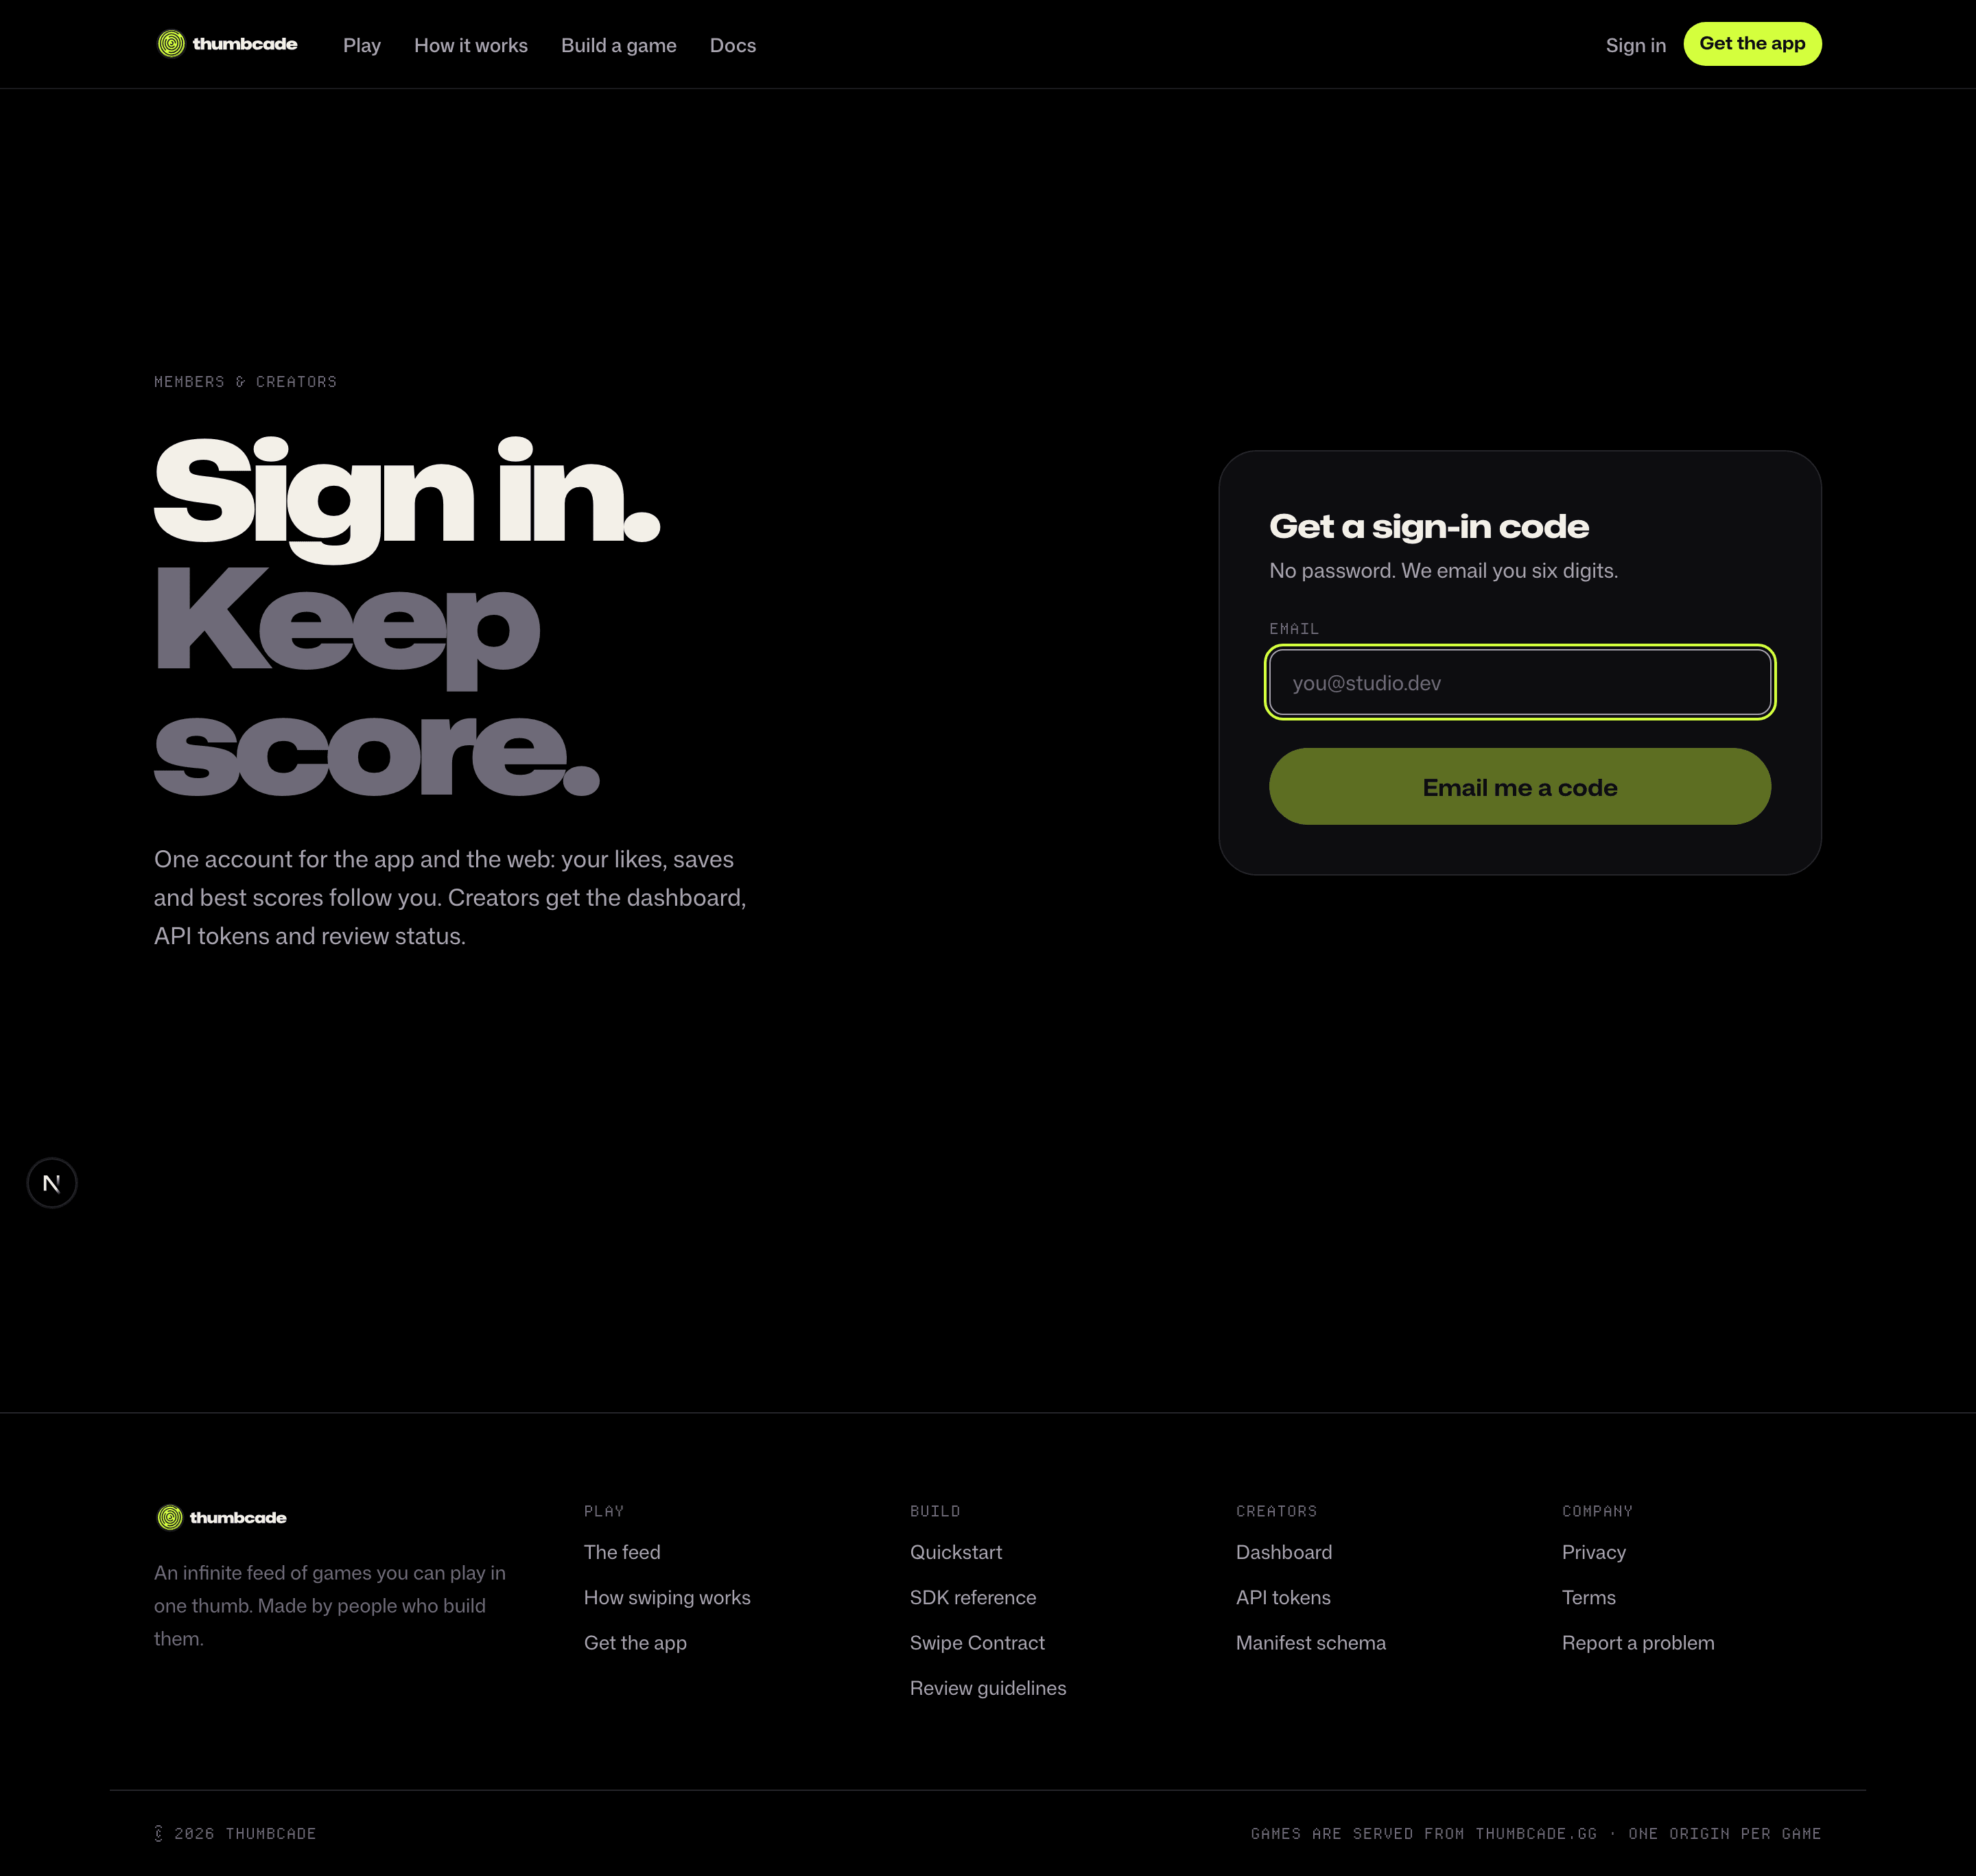 thumbcade
Play
How it works
Build a game
Docs
Sign in
Get the app
MEMBERS & CREATORS
Sign in.
Keep
score.
One account for the app and the web: your likes, saves
and best scores follow you. Creators get the dashboard,
API tokens and review status.
Get a sign-in code
No password. We email you six digits.
EMAIL
you@studio.dev
Email me a code
N
thumbcade
An infinite feed of games you can play in
one thumb. Made by people who build
them.
PLAY
The feed
How swiping works
Get the app
BUILD
Quickstart
SDK reference
Swipe Contract
Review guidelines
CREATORS
Dashboard
API tokens
Manifest schema
COMPANY
Privacy
Terms
Report a problem
© 2026 THUMBCADE
GAMES ARE SERVED FROM THUMBCADE.GG · ONE ORIGIN PER GAME